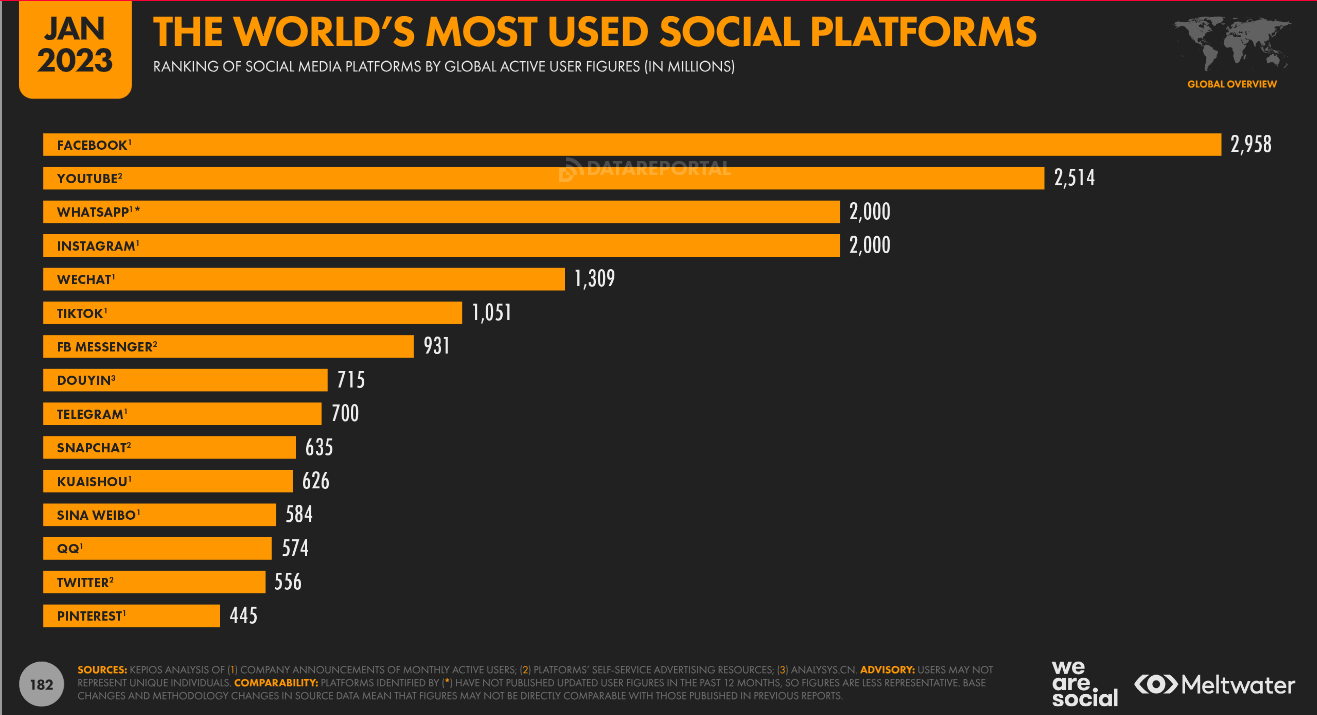 JAN
2023
THE WORLD'S MOST USED SOCIAL PLATFORMS
RANKING OF SOCIAL MEDIA PLATFORMS BY GLOBAL ACTIVE USER FIGURES (IN MILLIONS)
GLOBAL OVERVIEW
FACEBOOK¹ 2,958
DATAREPORTAL
YOUTUBE² 2,514
WHATSAPP¹* 2,000
INSTAGRAM¹ 2,000
WECHAT¹ 1,309
TIKTOK¹ 1,051
FB MESSENGER² 931
DOUYIN³ 715
TELEGRAM¹ 700
SNAPCHAT² 635
KUAISHOU¹ 626
SINA WEIBO¹ 584
QQ¹ 574
TWITTER² 556
PINTEREST¹ 445
182
SOURCES: KEPIOS ANALYSIS OF (1) COMPANY ANNOUNCEMENTS OF MONTHLY ACTIVE USERS; (2) PLATFORMS' SELF-SERVICE ADVERTISING RESOURCES; (3) ANALYSYS.CN. ADVISORY: USERS MAY NOT
REPRESENT UNIQUE INDIVIDUALS. COMPARABILITY: PLATFORMS IDENTIFIED BY (*) HAVE NOT PUBLISHED UPDATED USER FIGURES IN THE PAST 12 MONTHS, SO FIGURES ARE LESS REPRESENTATIVE. BASE
CHANGES AND METHODOLOGY CHANGES IN SOURCE DATA MEAN THAT FIGURES MAY NOT BE DIRECTLY COMPARABLE WITH THOSE PUBLISHED IN PREVIOUS REPORTS.
we
are
social
Meltwater